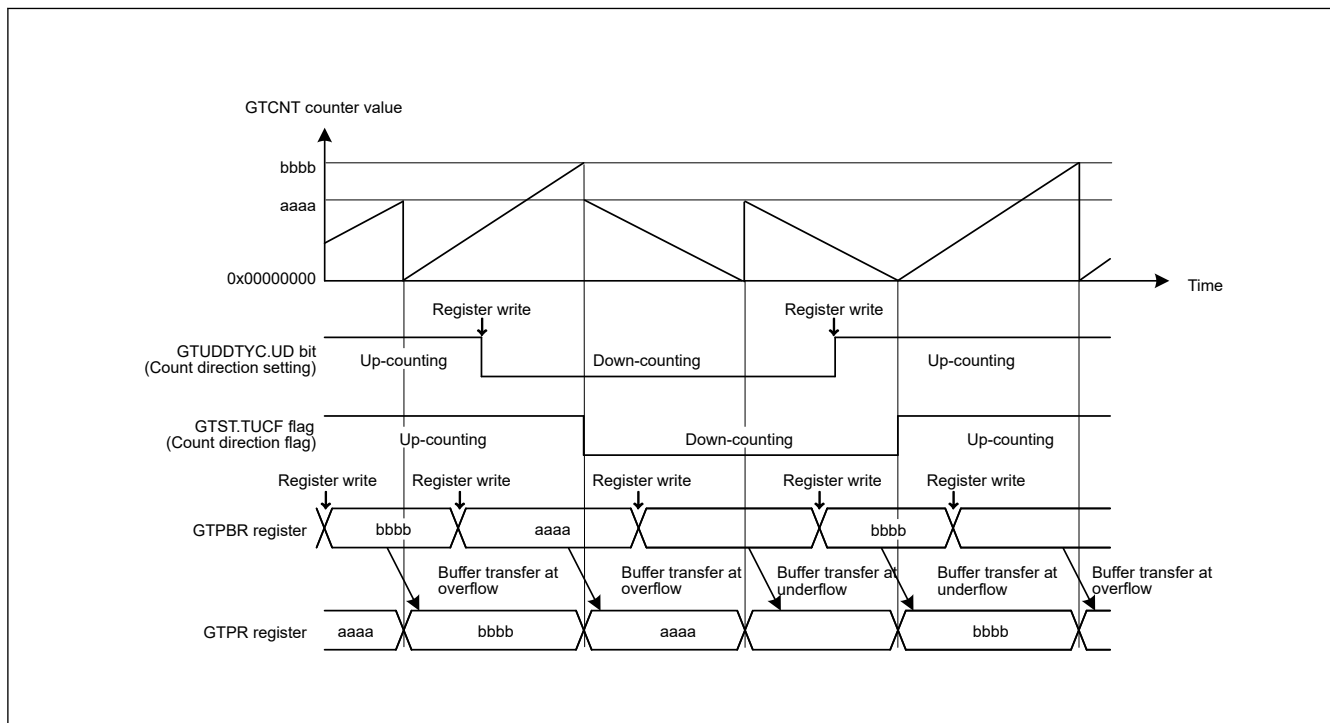 GTCNT counter value
bbbb
aaaa
0x00000000
Time
Register write
Register write
GTUDDTYC.UD bit
(Count direction setting)
Up-counting
Down-counting
Up-counting
GTST.TUCF flag
(Count direction flag)
Up-counting
Down-counting
Up-counting
Register write
Register write
Register write
Register write
Register write
GTPBR register
bbbb
aaaa
bbbb
Buffer transfer at
overflow
Buffer transfer at
overflow
Buffer transfer at
underflow
Buffer transfer at
underflow
Buffer transfer at
overflow
GTPR register
aaaa
bbbb
aaaa
bbbb